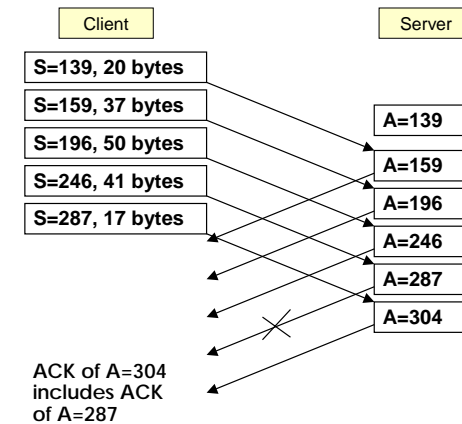 Client
Server
S=139, 20 bytes
S=159, 37 bytes
S=196, 50 bytes
S=246, 41 bytes
S=287, 17 bytes
A=139
A=159
A=196
A=246
A=287
A=304
ACK of A=304
includes ACK
of A=287